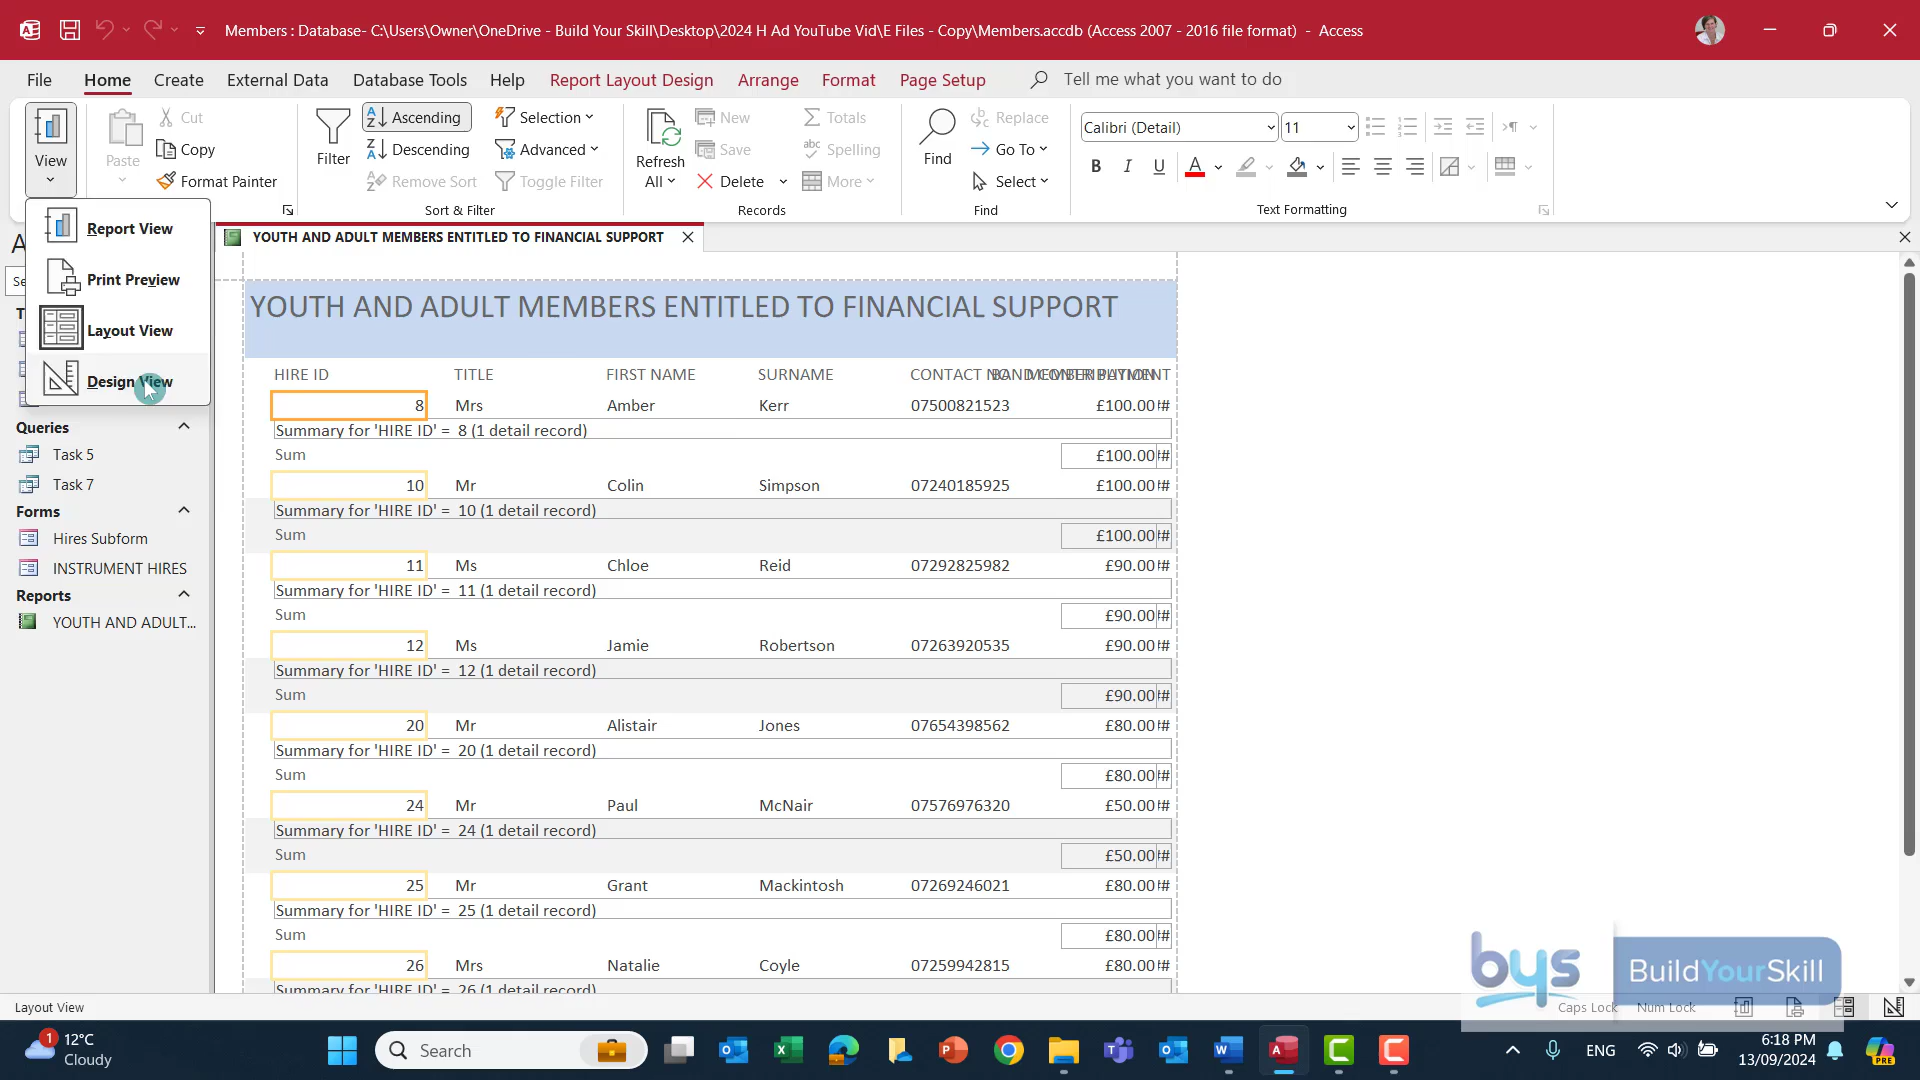 Members : Database- C:\Users\Owner\OneDrive - Build Your Skill\Desktop\2024 H Ad YouTube Vid\E Files - Copy\Members.accdb (Access 2007 - 2016 file format) - Access
File Home Create External Data Database Tools Help Report Layout Design Arrange Format Page Setup Tell me what you want to do
View
Paste
Cut
Copy
Format Painter
Filter
Ascending
Descending
Remove Sort
Selection
Advanced
Toggle Filter
Sort & Filter
Refresh
All
New
Save
Delete
Totals
Spelling
More
Records
Find
Replace
Go To
Select
Find
Calibri (Detail) 11
B I U A
Text Formatting
Report View
Print Preview
Layout View
Design View
Queries
Task 5
Task 7
Forms
Hires Subform
INSTRUMENT HIRES
Reports
YOUTH AND ADULT...
YOUTH AND ADULT MEMBERS ENTITLED TO FINANCIAL SUPPORT
YOUTH AND ADULT MEMBERS ENTITLED TO FINANCIAL SUPPORT
HIRE ID TITLE FIRST NAME SURNAME CONTACT
8 Mrs Amber Kerr 07500821523 £100.00 ##
Summary for 'HIRE ID' = 8 (1 detail record)
Sum £100.00 ##
10 Mr Colin Simpson 07240185925 £100.00 ##
Summary for 'HIRE ID' = 10 (1 detail record)
Sum £100.00 ##
11 Ms Chloe Reid 07292825982 £90.00 ##
Summary for 'HIRE ID' = 11 (1 detail record)
Sum £90.00 ##
12 Ms Jamie Robertson 07263920535 £90.00 ##
Summary for 'HIRE ID' = 12 (1 detail record)
Sum £90.00 ##
20 Mr Alistair Jones 07654398562 £80.00 ##
Summary for 'HIRE ID' = 20 (1 detail record)
Sum £80.00 ##
24 Mr Paul McNair 07576976320 £50.00 ##
Summary for 'HIRE ID' = 24 (1 detail record)
Sum £50.00 ##
25 Mr Grant Mackintosh 07269246021 £80.00 ##
Summary for 'HIRE ID' = 25 (1 detail record)
Sum £80.00 ##
26 Mrs Natalie Coyle 07259942815 £80.00 ##
Summary for 'HIRE ID' = 26 (1 detail record)
bys BuildYourSkill
Layout View Caps Lock Num Lock
1 12°C
Cloudy
Search
ENG
6:18 PM
13/09/2024
PRE